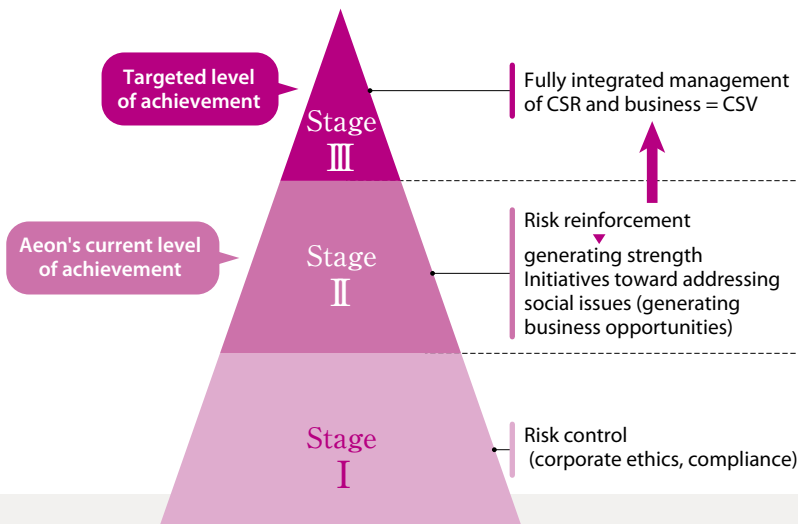 Targeted level
of achievement
Stage
Ⅲ
Fully integrated management
of CSR and business = CSV
Aeon's current level
of achievement
Stage
Ⅱ
Risk reinforcement
generating strength
Initiatives toward addressing
social issues (generating
business opportunities)
Stage
Ⅰ
Risk control
(corporate ethics, compliance)